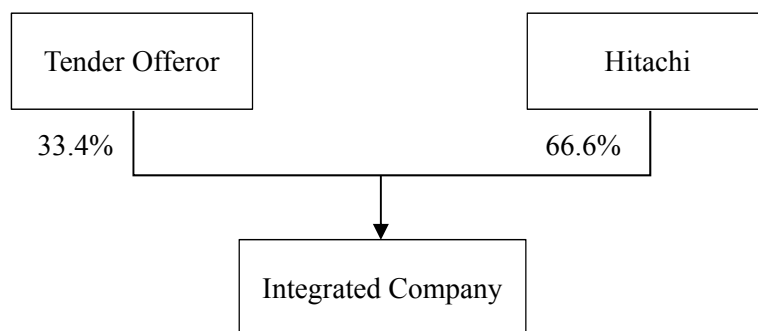 Tender Offeror
Hitachi
33.4%
66.6%
Integrated Company